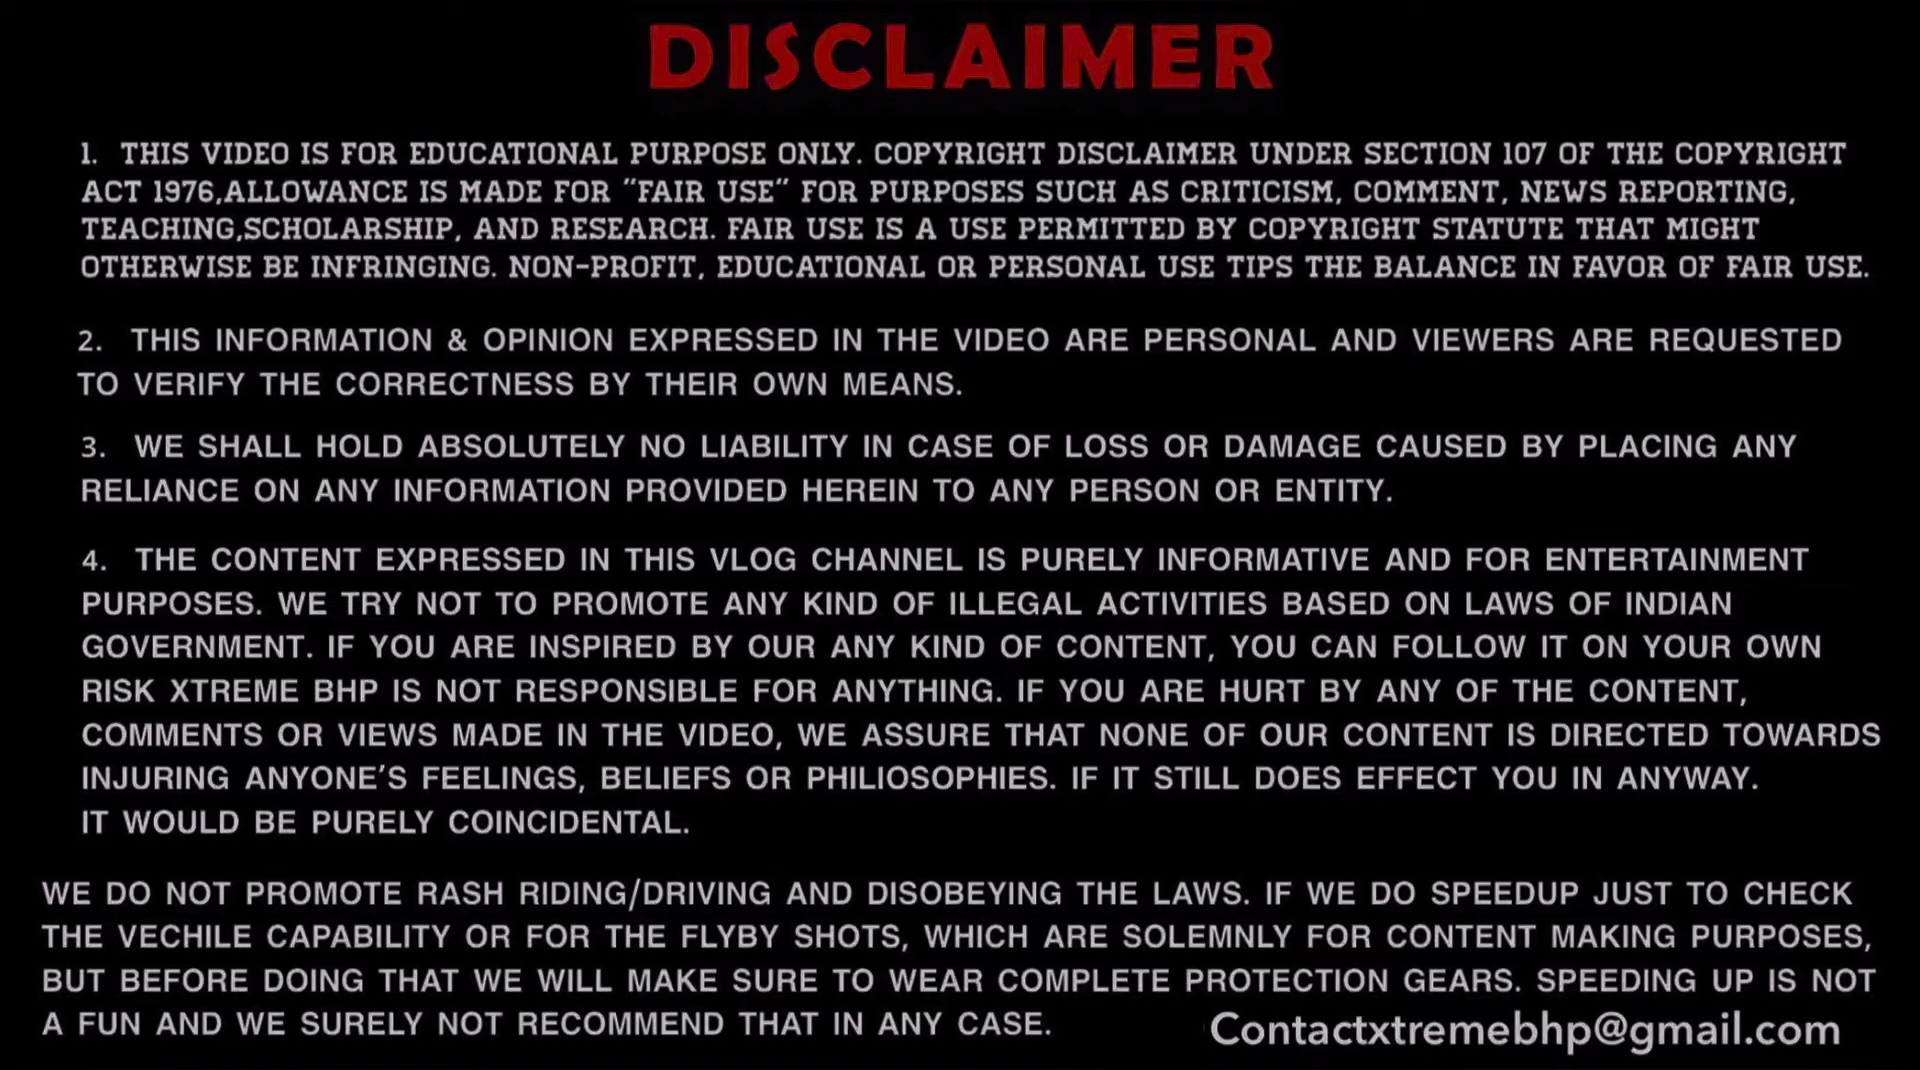 DISCLAIMER
1. THIS VIDEO IS FOR EDUCATIONAL PURPOSE ONLY. COPYRIGHT DISCLAIMER UNDER SECTION 107 OF THE COPYRIGHT
ACT 1976,ALLOWANCE IS MADE FOR "FAIR USE" FOR PURPOSES SUCH AS CRITICISM, COMMENT, NEWS REPORTING,
TEACHING,SCHOLARSHIP, AND RESEARCH. FAIR USE IS A USE PERMITTED BY COPYRIGHT STATUTE THAT MIGHT
OTHERWISE BE INFRINGING. NON-PROFIT, EDUCATIONAL OR PERSONAL USE TIPS THE BALANCE IN FAVOR OF FAIR USE.
2. THIS INFORMATION & OPINION EXPRESSED IN THE VIDEO ARE PERSONAL AND VIEWERS ARE REQUESTED
TO VERIFY THE CORRECTNESS BY THEIR OWN MEANS.
3. WE SHALL HOLD ABSOLUTELY NO LIABILITY IN CASE OF LOSS OR DAMAGE CAUSED BY PLACING ANY
RELIANCE ON ANY INFORMATION PROVIDED HEREIN TO ANY PERSON OR ENTITY.
4. THE CONTENT EXPRESSED IN THIS VLOG CHANNEL IS PURELY INFORMATIVE AND FOR ENTERTAINMENT
PURPOSES. WE TRY NOT TO PROMOTE ANY KIND OF ILLEGAL ACTIVITIES BASED ON LAWS OF INDIAN
GOVERNMENT. IF YOU ARE INSPIRED BY OUR ANY KIND OF CONTENT, YOU CAN FOLLOW IT ON YOUR OWN
RISK XTREME BHP IS NOT RESPONSIBLE FOR ANYTHING. IF YOU ARE HURT BY ANY OF THE CONTENT,
COMMENTS OR VIEWS MADE IN THE VIDEO, WE ASSURE THAT NONE OF OUR CONTENT IS DIRECTED TOWARDS
INJURING ANYONE'S FEELINGS, BELIEFS OR PHILIOSOPHIES. IF IT STILL DOES EFFECT YOU IN ANYWAY.
IT WOULD BE PURELY COINCIDENTAL.
WE DO NOT PROMOTE RASH RIDING/DRIVING AND DISOBEYING THE LAWS. IF WE DO SPEEDUP JUST TO CHECK
THE VECHILE CAPABILITY OR FOR THE FLYBY SHOTS, WHICH ARE SOLEMNLY FOR CONTENT MAKING PURPOSES,
BUT BEFORE DOING THAT WE WILL MAKE SURE TO WEAR COMPLETE PROTECTION GEARS. SPEEDING UP IS NOT
A FUN AND WE SURELY NOT RECOMMEND THAT IN ANY CASE.
Contactxtremebhp@gmail.com